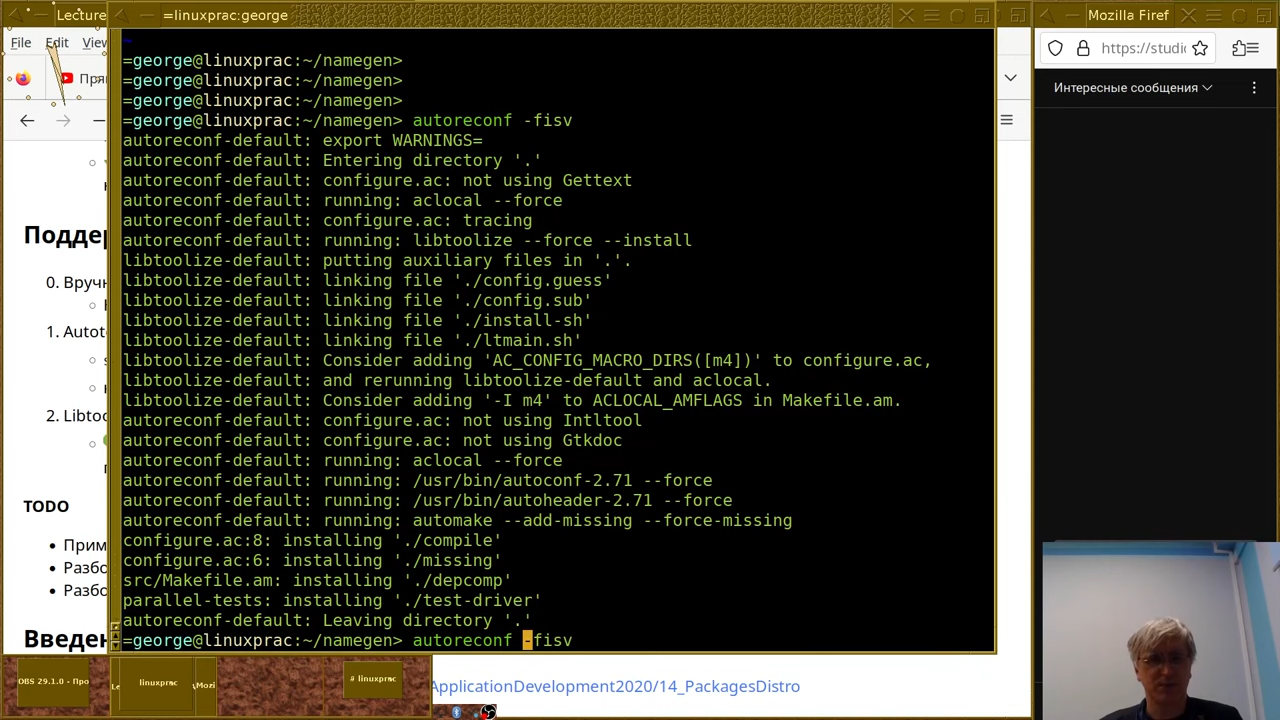 Lecture
=linuxprac:george
Mozilla Firef
File Edit View
https://studi
Интересные сообщения
=george@linuxprac:~/namegen>
=george@linuxprac:~/namegen>
=george@linuxprac:~/namegen>
=george@linuxprac:~/namegen> autoreconf -fisv
autoreconf-default: export WARNINGS=
autoreconf-default: Entering directory '.'
autoreconf-default: configure.ac: not using Gettext
autoreconf-default: running: aclocal --force
autoreconf-default: configure.ac: tracing
autoreconf-default: running: libtoolize --force --install
libtoolize-default: putting auxiliary files in '.'.
libtoolize-default: linking file './config.guess'
libtoolize-default: linking file './config.sub'
libtoolize-default: linking file './install-sh'
libtoolize-default: linking file './ltmain.sh'
libtoolize-default: Consider adding 'AC_CONFIG_MACRO_DIRS([m4])' to configure.ac,
libtoolize-default: and rerunning libtoolize-default and aclocal.
libtoolize-default: Consider adding '-I m4' to ACLOCAL_AMFLAGS in Makefile.am.
autoreconf-default: configure.ac: not using Intltool
autoreconf-default: configure.ac: not using Gtkdoc
autoreconf-default: running: aclocal --force
autoreconf-default: running: /usr/bin/autoconf-2.71 --force
autoreconf-default: running: /usr/bin/autoheader-2.71 --force
autoreconf-default: running: automake --add-missing --force-missing
configure.ac:8: installing './compile'
configure.ac:6: installing './missing'
src/Makefile.am: installing './depcomp'
parallel-tests: installing './test-driver'
autoreconf-default: Leaving directory '.'
=george@linuxprac:~/namegen> autoreconf -fisv
Пря
Поддер
0. Вручн
1. Autot
2. Libtoo
TODO
Прим
Разбо
Разбо
Введен
ApplicationDevelopment2020/14_PackagesDistro
OBS 29.1.0 - Про
Le
linuxprac
Mozi
# linuxprac